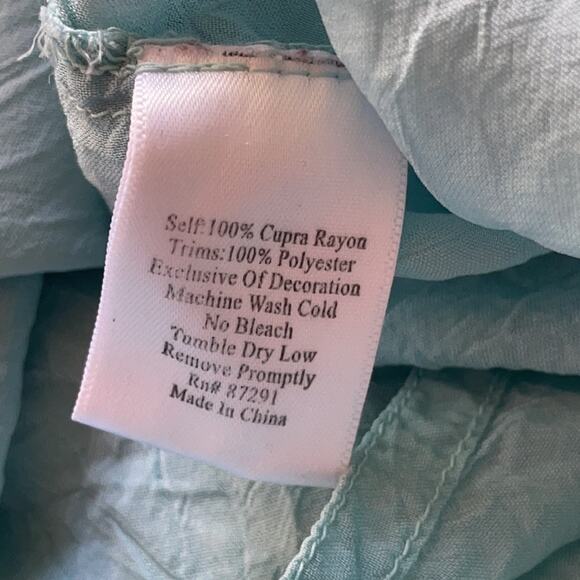 Self:100% Cupra Rayon
Trims:100% Polyester
Exclusive Of Decoration
Machine Wash Cold
No Bleach
Tumble Dry Low
Remove Promptly
Rn# 87291
Made In China